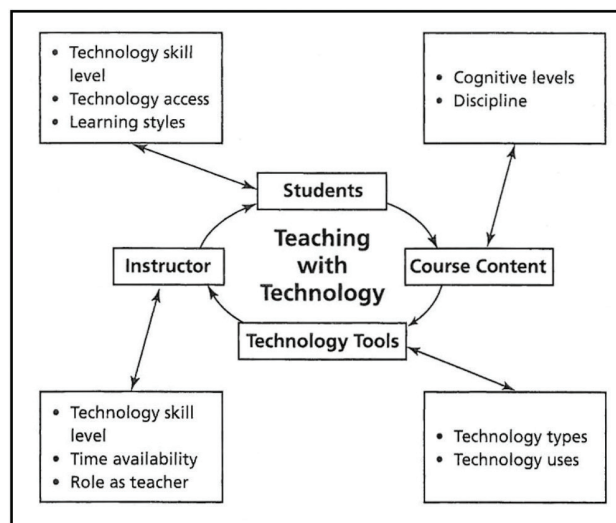 • Technology skill
level
• Technology access
• Learning styles
• Cognitive levels
• Discipline
Students
Teaching
with
Technology
Instructor
Course Content
Technology Tools
• Technology skill
level
• Time availability
• Role as teacher
• Technology types
• Technology uses